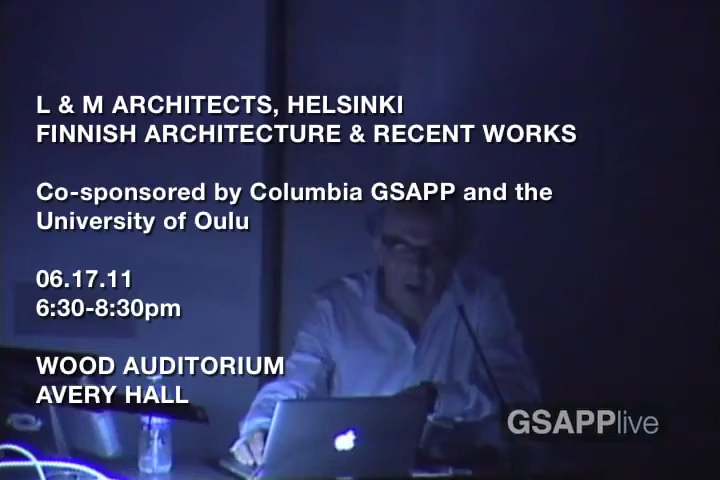 L & M ARCHITECTS, HELSINKI
FINNISH ARCHITECTURE & RECENT WORKS
Co-sponsored by Columbia GSAPP and the
University of Oulu
06.17.11
6:30-8:30pm
WOOD AUDITORIUM
AVERY HALL
GSAPPlive